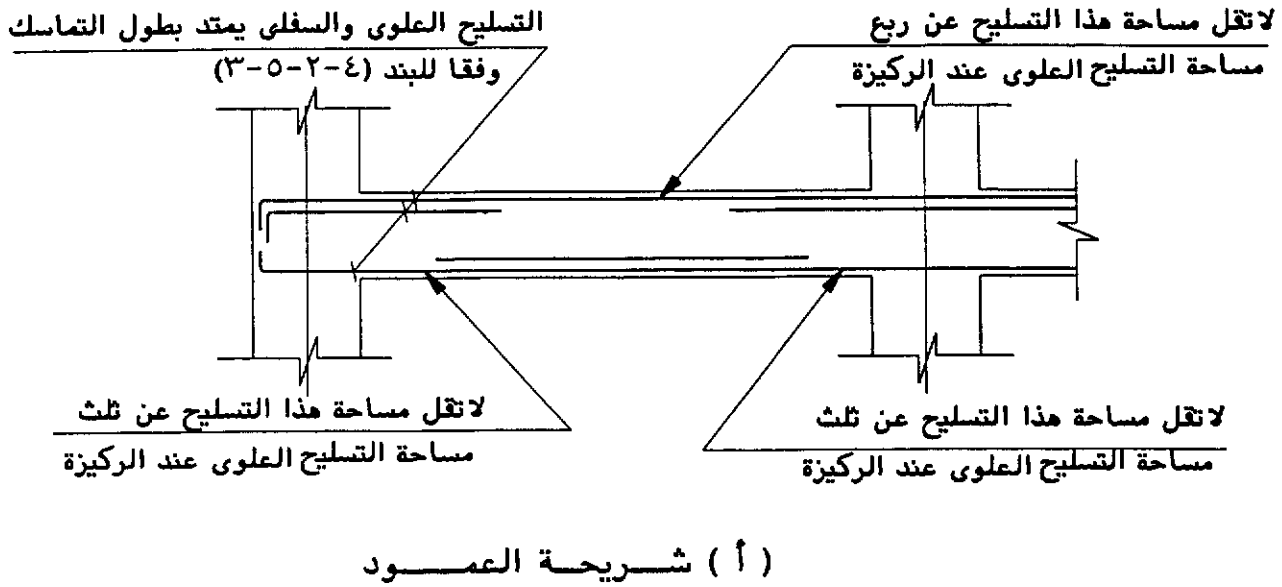 لاتقل مساحة هذا التسليح عن ربع
مساحة التسليح العلوى عند الركيزة
التسليح العلوى والسفلى يمتد بطول التماسك
وفقا للبند (٤-٢-٥-٣)
لاتقل مساحة هذا التسليح عن ثلث
مساحة التسليح العلوى عند الركيزة
لاتقل مساحة هذا التسليح عن ثلث
مساحة التسليح العلوى عند الركيزة
(أ) شـــريحـــة العمـــــود